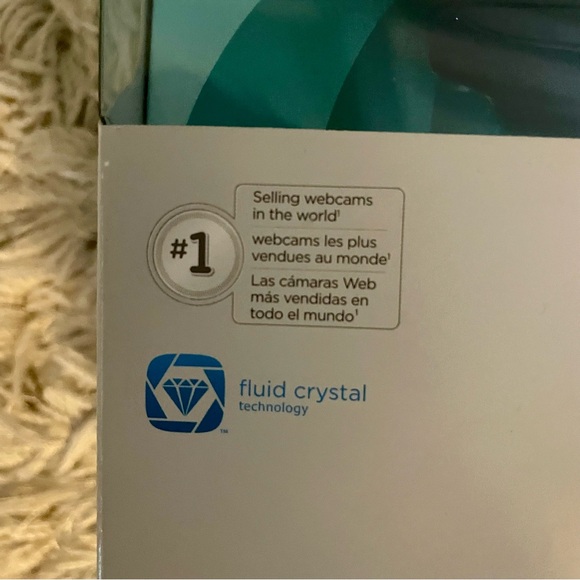 #1
Selling webcams
in the world¹
webcams les plus
vendues au monde¹
Las cámaras Web
más vendidas en
todo el mundo¹
fluid crystal
technology
™